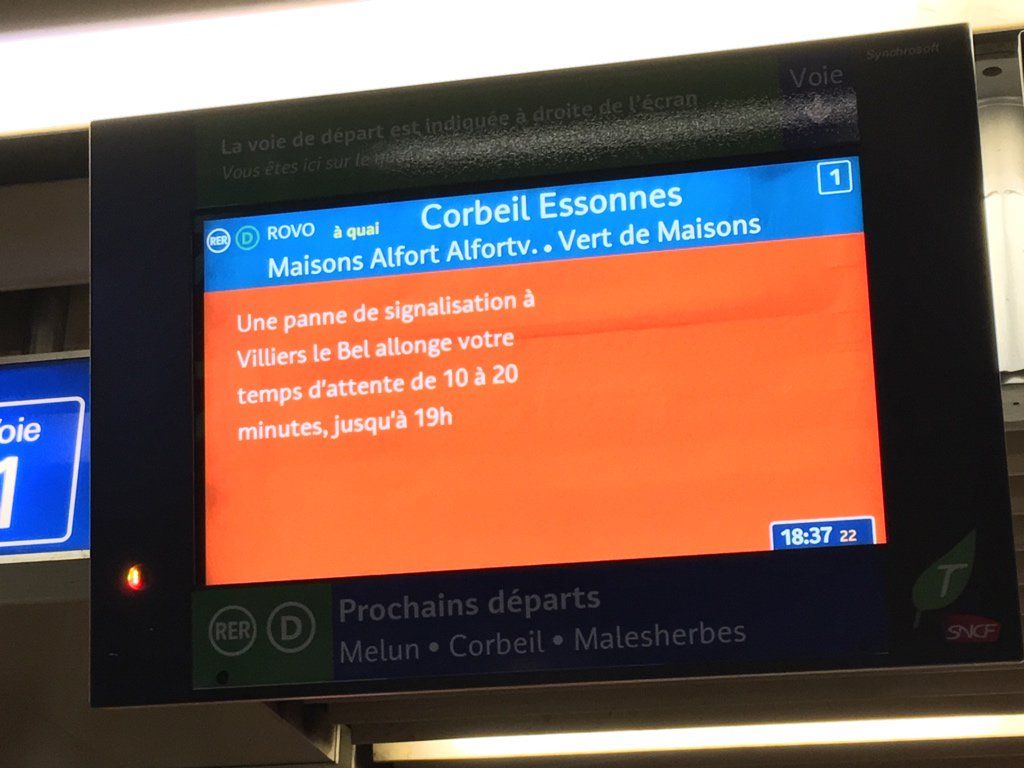 Synchrosoft
Voie
La voie de départ est indiquée à droite de l'écran
Vous êtes ici sur le
1
RER D ROVO à quai Corbeil Essonnes
Maisons Alfort Alfortv. • Vert de Maisons
Une panne de signalisation à
Villiers le Bel allonge votre
temps d'attente de 10 à 20
minutes, jusqu'à 19h
oie
1
18:37 22
RER D Prochains départs
Melun • Corbeil • Malesherbes
T
SNCF